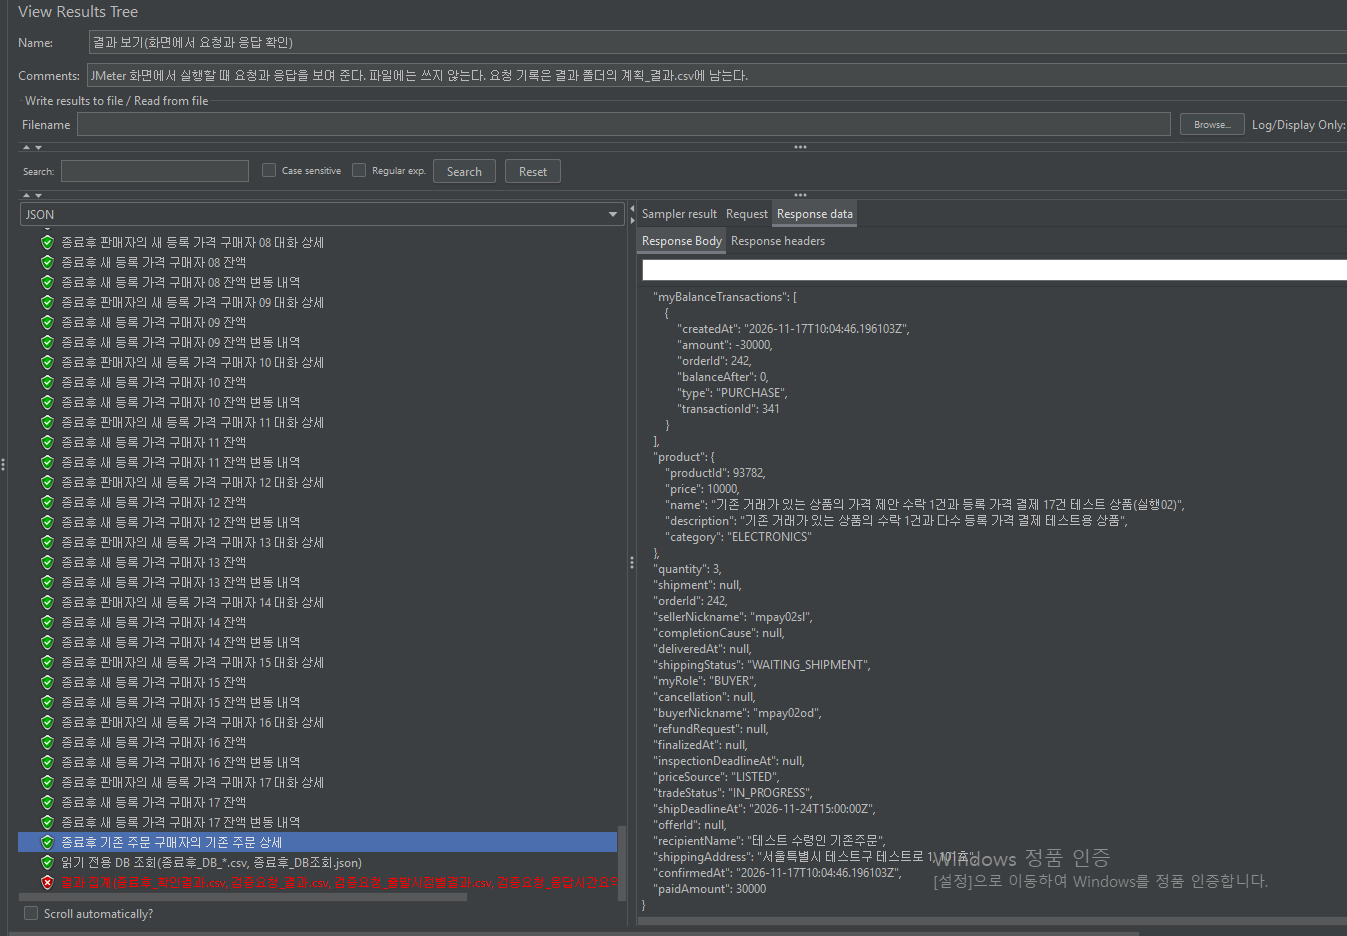 View Results Tree
Name:
결과 보기(화면에서 요청과 응답 확인)
Comments:
JMeter 화면에서 실행할 때 요청과 응답을 보여 준다. 파일에는 쓰지 않는다. 요청 기록은 결과 폴더의 계획_결과.csv에 남는다.
Write results to file / Read from file
Filename
Browse...
Log/Display Only:
Search:
Case sensitive
Regular exp.
Search
Reset
JSON
종료후 판매자의 새 등록 가격 구매자 08 대화 상세
종료후 새 등록 가격 구매자 08 잔액
종료후 새 등록 가격 구매자 08 잔액 변동 내역
종료후 판매자의 새 등록 가격 구매자 09 대화 상세
종료후 새 등록 가격 구매자 09 잔액
종료후 새 등록 가격 구매자 09 잔액 변동 내역
종료후 판매자의 새 등록 가격 구매자 10 대화 상세
종료후 새 등록 가격 구매자 10 잔액
종료후 새 등록 가격 구매자 10 잔액 변동 내역
종료후 판매자의 새 등록 가격 구매자 11 대화 상세
종료후 새 등록 가격 구매자 11 잔액
종료후 새 등록 가격 구매자 11 잔액 변동 내역
종료후 판매자의 새 등록 가격 구매자 12 대화 상세
종료후 새 등록 가격 구매자 12 잔액
종료후 새 등록 가격 구매자 12 잔액 변동 내역
종료후 판매자의 새 등록 가격 구매자 13 대화 상세
종료후 새 등록 가격 구매자 13 잔액
종료후 새 등록 가격 구매자 13 잔액 변동 내역
종료후 판매자의 새 등록 가격 구매자 14 대화 상세
종료후 새 등록 가격 구매자 14 잔액
종료후 새 등록 가격 구매자 14 잔액 변동 내역
종료후 판매자의 새 등록 가격 구매자 15 대화 상세
종료후 새 등록 가격 구매자 15 잔액
종료후 새 등록 가격 구매자 15 잔액 변동 내역
종료후 판매자의 새 등록 가격 구매자 16 대화 상세
종료후 새 등록 가격 구매자 16 잔액
종료후 새 등록 가격 구매자 16 잔액 변동 내역
종료후 판매자의 새 등록 가격 구매자 17 대화 상세
종료후 새 등록 가격 구매자 17 잔액
종료후 새 등록 가격 구매자 17 잔액 변동 내역
종료후 기존 주문 구매자의 기존 주문 상세
읽기 전용 DB 조회(종료후_DB_*.csv, 종료후_DB조회.json)
결과 집계(종료후_확인결과.csv, 검증요청_결과.csv,
Scroll automatically?
Sampler result
Request
Response data
Response Body
Response headers
"myBalanceTransactions": [
{
"createdAt": "2026-11-17T10:04:46.196103Z",
"amount": -30000,
"orderId": 242,
"balanceAfter": 0,
"type": "PURCHASE",
"transactionId": 341
}
],
"product": {
"productId": 93782,
"price": 10000,
"name": "기존 거래가 있는 상품의 가격 제안 수락 1건과 등록 가격 결제 17건 테스트 상품(실행02)",
"description": "기존 거래가 있는 상품의 수락 1건과 다수 등록 가격 결제 테스트용 상품",
"category": "ELECTRONICS"
},
"quantity": 3,
"shipment": null,
"orderId": 242,
"sellerNickname": "mpay02sl",
"completionCause": null,
"deliveredAt": null,
"shippingStatus": "WAITING_SHIPMENT",
"myRole": "BUYER",
"cancellation": null,
"buyerNickname": "mpay02od",
"refundRequest": null,
"finalizedAt": null,
"inspectionDeadlineAt": null,
"priceSource": "LISTED",
"tradeStatus": "IN_PROGRESS",
"shipDeadlineAt": "2026-11-24T15:00:00Z",
"offerId": null,
"recipientName": "테스트 수령인 기존주문",
"shippingAddress": "서울특별시 테스트구 테스트로 1, 101호"
"confirmedAt": "2026-11-17T10:04:46.196103Z",
"paidAmount": 30000
}
Windows 정품 인증
[설정]으로 이동하여 Windows를 정품 인증합니다.